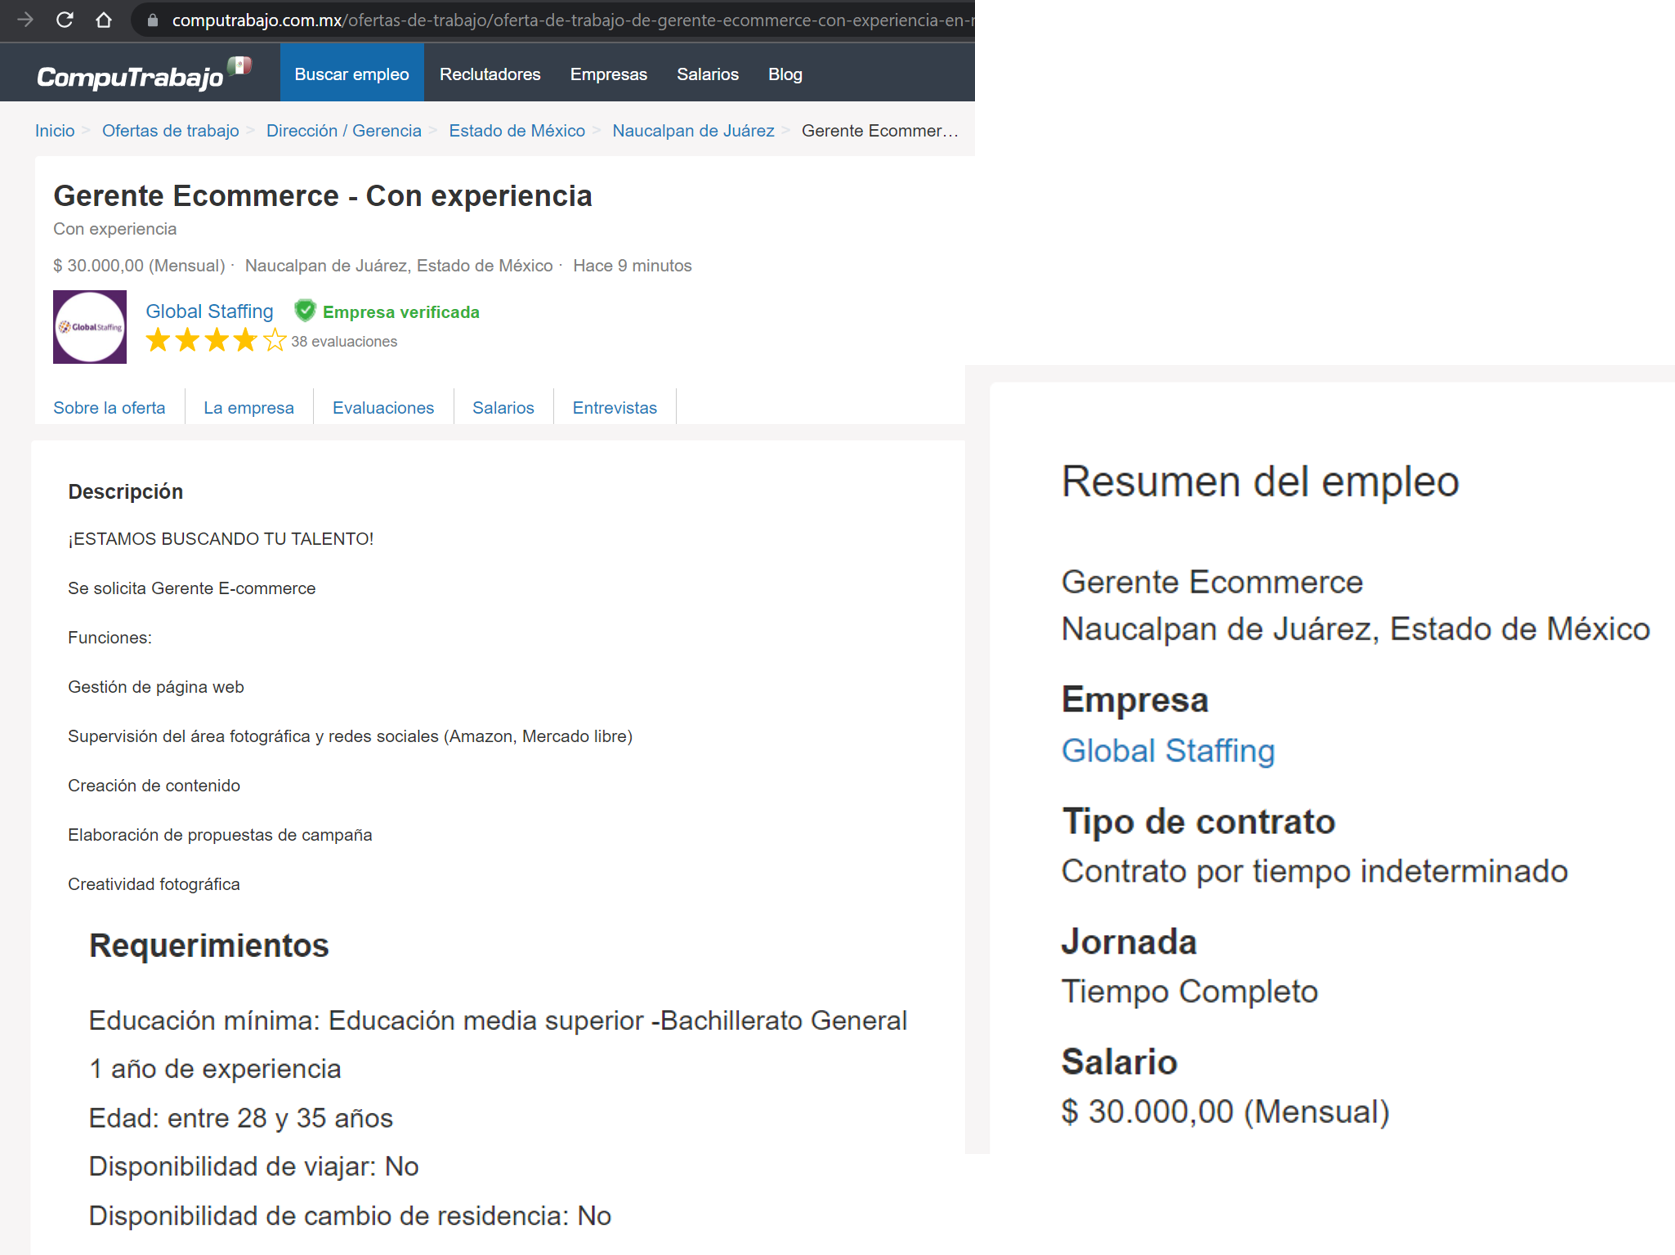 computrabajo.com.mx/ofertas-de-trabajo/oferta-de-trabajo-de-gerente-ecommerce-con-experiencia-en-
CompuTrabajo
Buscar empleo Reclutadores Empresas Salarios Blog
Inicio > Ofertas de trabajo > Dirección / Gerencia > Estado de México > Naucalpan de Juárez > Gerente Ecommer...
Gerente Ecommerce - Con experiencia
Con experiencia
$ 30.000,00 (Mensual) · Naucalpan de Juárez, Estado de México · Hace 9 minutos
GlobalStaffing
Global Staffing Empresa verificada
38 evaluaciones
Sobre la oferta La empresa Evaluaciones Salarios Entrevistas
Descripción
¡ESTAMOS BUSCANDO TU TALENTO!
Se solicita Gerente E-commerce
Funciones:
Gestión de página web
Supervisión del área fotográfica y redes sociales (Amazon, Mercado libre)
Creación de contenido
Elaboración de propuestas de campaña
Creatividad fotográfica
Requerimientos
Educación mínima: Educación media superior -Bachillerato General
1 año de experiencia
Edad: entre 28 y 35 años
Disponibilidad de viajar: No
Disponibilidad de cambio de residencia: No
Resumen del empleo
Gerente Ecommerce
Naucalpan de Juárez, Estado de México
Empresa
Global Staffing
Tipo de contrato
Contrato por tiempo indeterminado
Jornada
Tiempo Completo
Salario
$ 30.000,00 (Mensual)